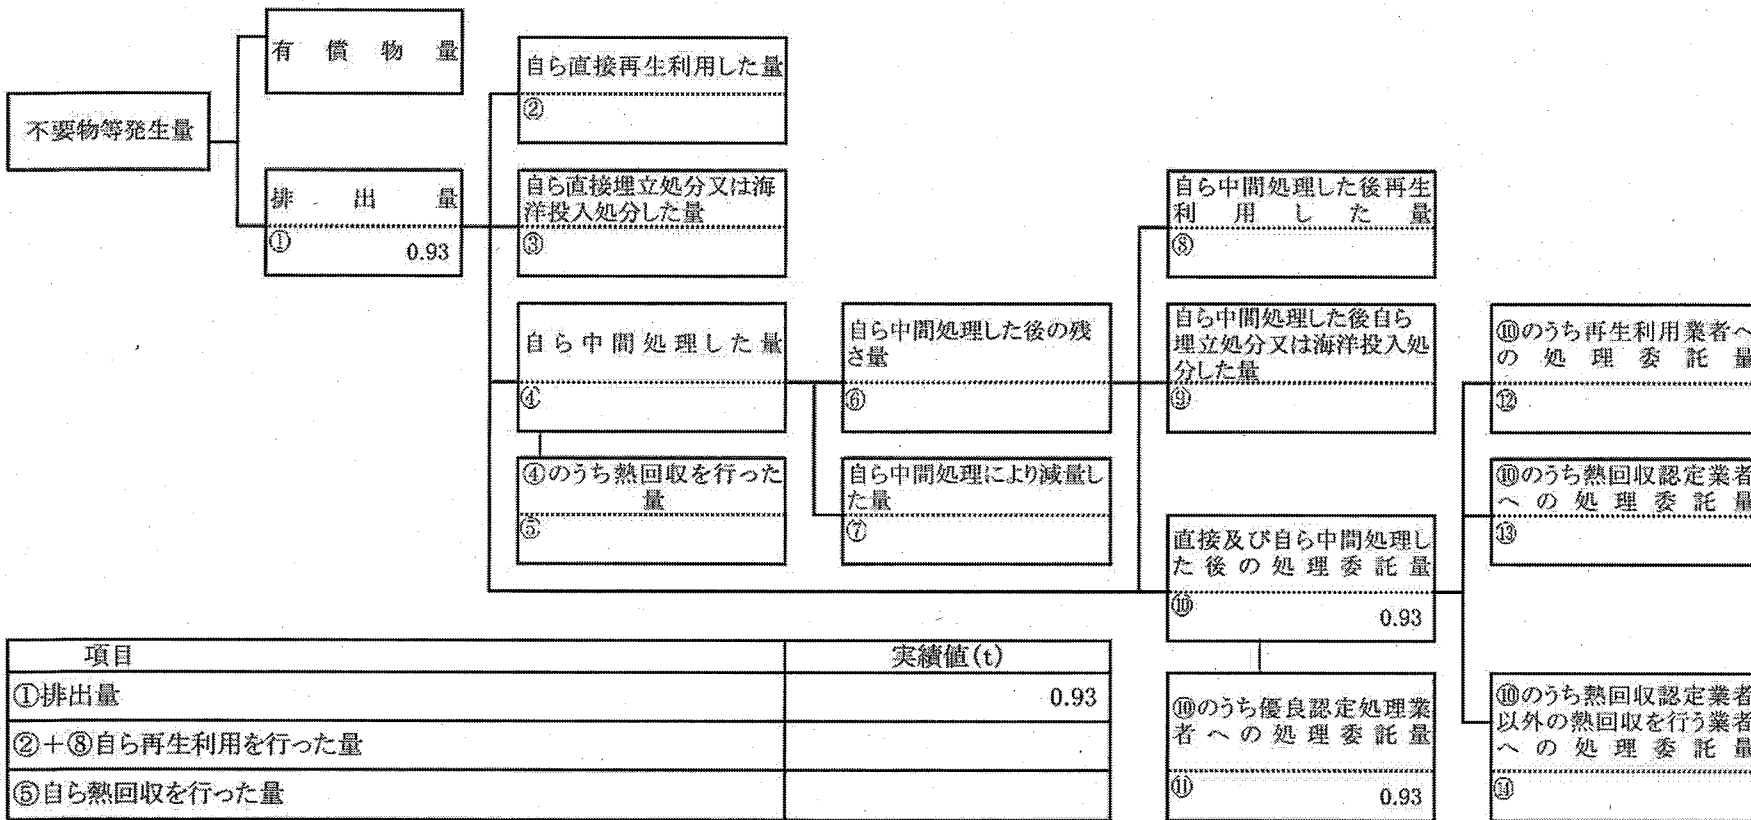 有償物量
不要物等発生量
排出量
①
0.93
自ら直接再生利用した量
②
自ら直接埋立処分又は海
洋投入処分した量
③
自ら中間処理した量
④
④のうち熱回収を行った
量
⑤
自ら中間処理した後の残
さ量
⑥
自ら中間処理により減量し
た量
⑦
自ら中間処理した後再生
利用した量
⑧
自ら中間処理した後自ら
埋立処分又は海洋投入処
分した量
⑨
直接及び自ら中間処理し
た後の処理委託量
⑩
0.93
⑩のうち優良認定処理業
者への処理委託量
⑪
0.93
⑩のうち再生利用業者へ
の処理委託量
⑫
⑩のうち熱回収認定業者
への処理委託量
⑬
⑩のうち熱回収認定業者
以外の熱回収を行う業者
への処理委託量
⑭
項目 実績値(t)
①排出量 0.93
②+⑧自ら再生利用を行った量
⑤自ら熱回収を行った量